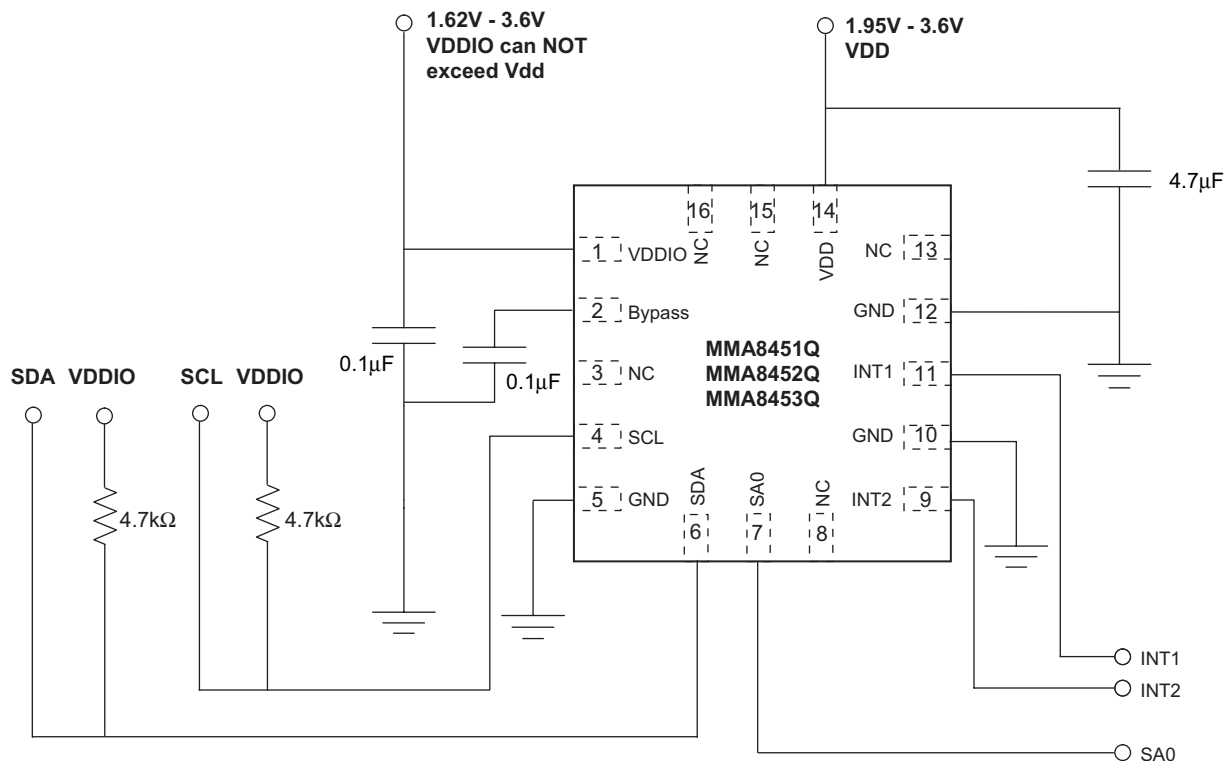 1.62V - 3.6V
VDDIO can NOT
exceed Vdd
1.95V - 3.6V
VDD
4.7μF
16
NC
15
NC
14
VDD
1
VDDIO
NC
13
2
Bypass
GND
12
0.1μF
0.1μF
MMA8451Q
MMA8452Q
MMA8453Q
3
NC
INT1
11
SDA VDDIO
SCL VDDIO
4
SCL
GND
10
5
GND
SDA
6
SA0
7
NC
8
INT2
9
4.7kΩ
4.7kΩ
INT1
INT2
SA0